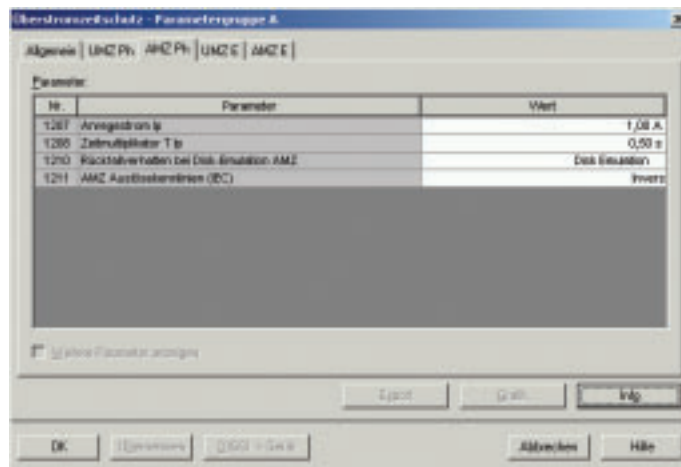 Überstromzeitschutz - Parametergruppe A
Allgemein UMZ Ph AMZ Ph UMZ E AMZ E
Parameter:
Nr. Parameter Wert
1207 Anregestrom Ip 1,00 A
1208 Zeitmultiplikator T Ip 0,50 s
1210 Rückfallverhalten bei Disk-Emulation AMZ Disk Emulation
1211 AMZ Auslösekennlinien (IEC) Invers
Weitere Parameter anzeigen
Export Grafik Info
OK DIGSI > Gerät Abbrechen Hilfe